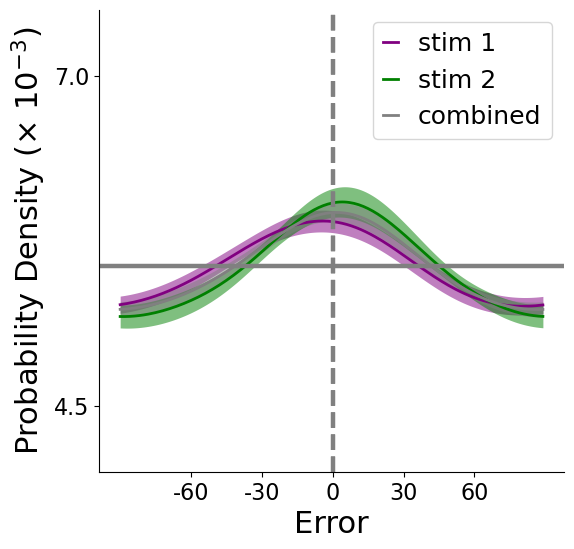 stim 1
stim 2
combined
Probability Density (× 10⁻³)
7.0
4.5
-60 -30 0 30 60
Error